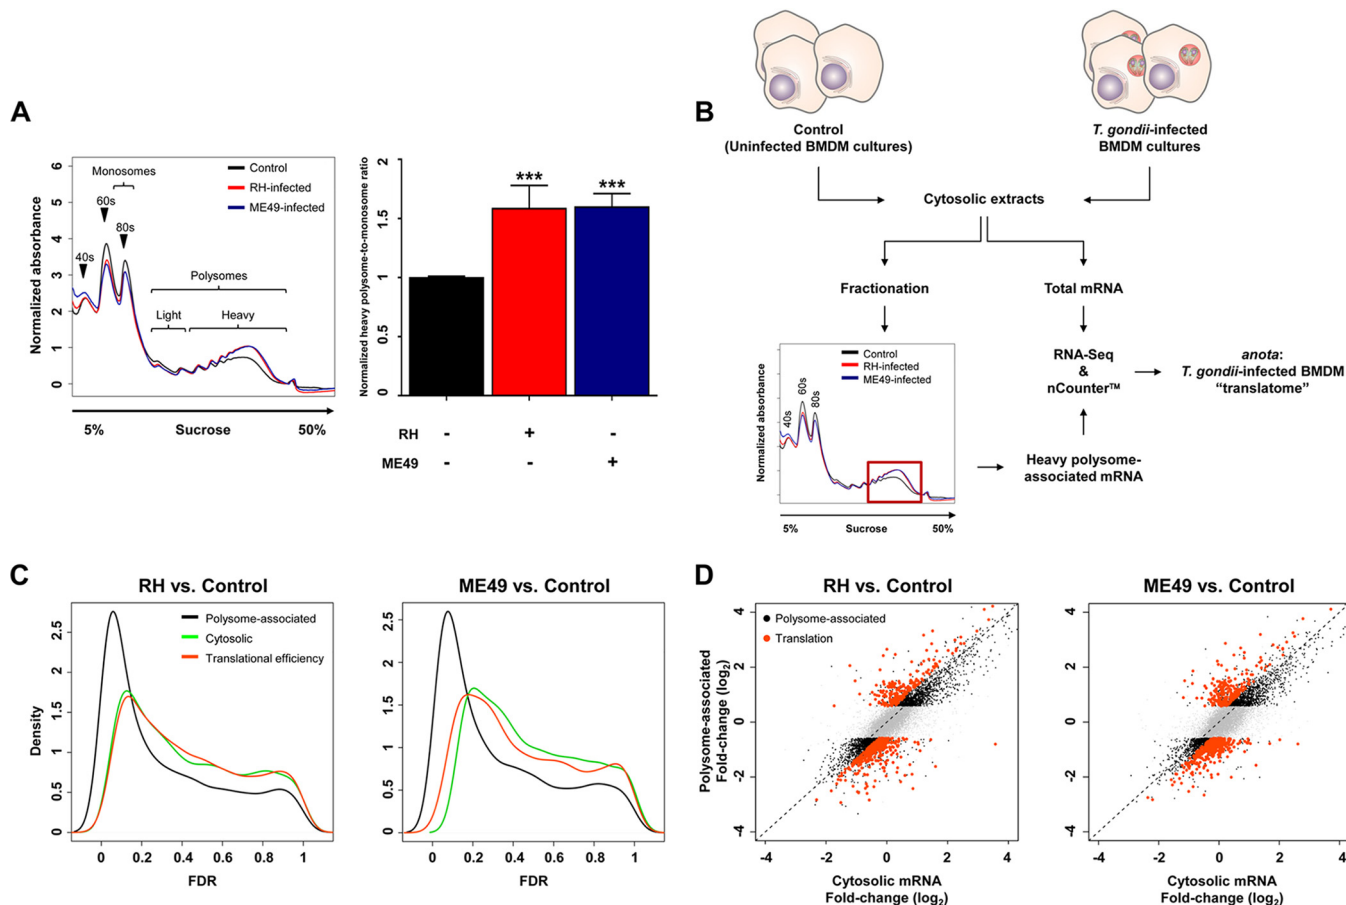 A
6
5
4
3
2
1
0
Normalized absorbance
Monosomes
60s
80s
40s
Control
RH-infected
ME49-infected
Polysomes
Light
Heavy
5%
Sucrose
50%
Normalized heavy polysome-to-monosome ratio
2
1.5
1
0.5
0
***
***
RH - + -
ME49 - - +
B
Control
(Uninfected BMDM cultures)
T. gondii-infected
BMDM cultures
Cytosolic extracts
Fractionation
Total mRNA
RNA-Seq
&
nCounter™
anota:
T. gondii-infected BMDM
“translatome”
Heavy polysome-
associated mRNA
Normalized absorbance
40s
60s
80s
Control
RH-infected
ME49-infected
5%
Sucrose
50%
C
RH vs. Control
Polysome-associated
Cytosolic
Translational efficiency
Density
2.5
2
1.5
1
0.5
0
0 0.2 0.4 0.6 0.8 1
FDR
ME49 vs. Control
2.5
2
1.5
1
0.5
0
0 0.2 0.4 0.6 0.8 1
FDR
D
RH vs. Control
Polysome-associated
Translation
Polysome-associated
Fold-change (log2)
4
2
0
-2
-4
-4 -2 0 2 4
Cytosolic mRNA
Fold-change (log2)
ME49 vs. Control
4
2
0
-2
-4
-4 -2 0 2 4
Cytosolic mRNA
Fold-change (log2)